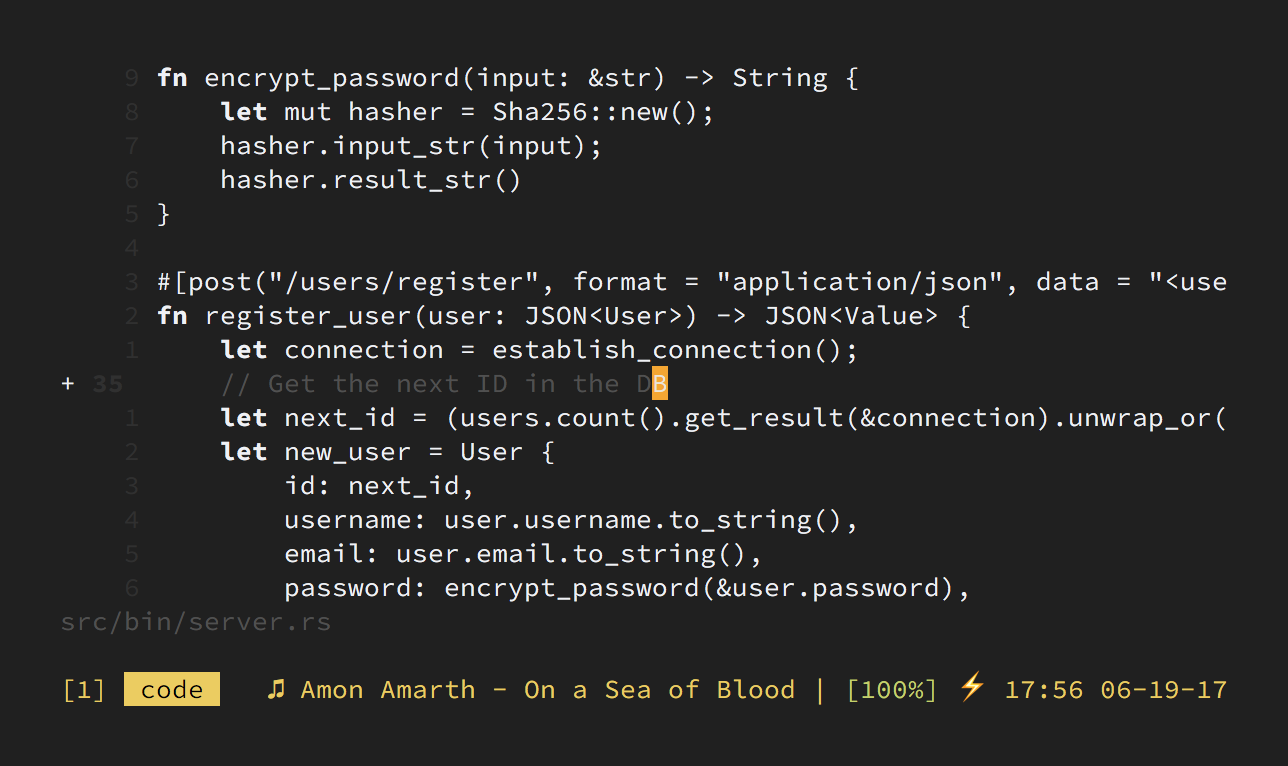 9 fn encrypt_password(input: &str) -> String {
8     let mut hasher = Sha256::new();
7     hasher.input_str(input);
6     hasher.result_str()
5 }
4
3 #[post("/users/register", format = "application/json", data = "<use
2 fn register_user(user: JSON<User>) -> JSON<Value> {
1     let connection = establish_connection();
+ 35     // Get the next ID in the DB
1     let next_id = (users.count().get_result(&connection).unwrap_or(
2     let new_user = User {
3         id: next_id,
4         username: user.username.to_string(),
5         email: user.email.to_string(),
6         password: encrypt_password(&user.password),
src/bin/server.rs
[1] code ♫ Amon Amarth - On a Sea of Blood | [100%] ⚡ 17:56 06-19-17